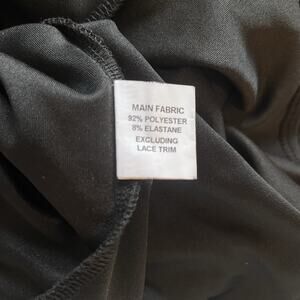 MAIN FABRIC
92% POLYESTER
8% ELASTANE
EXCLUDING
LACE TRIM